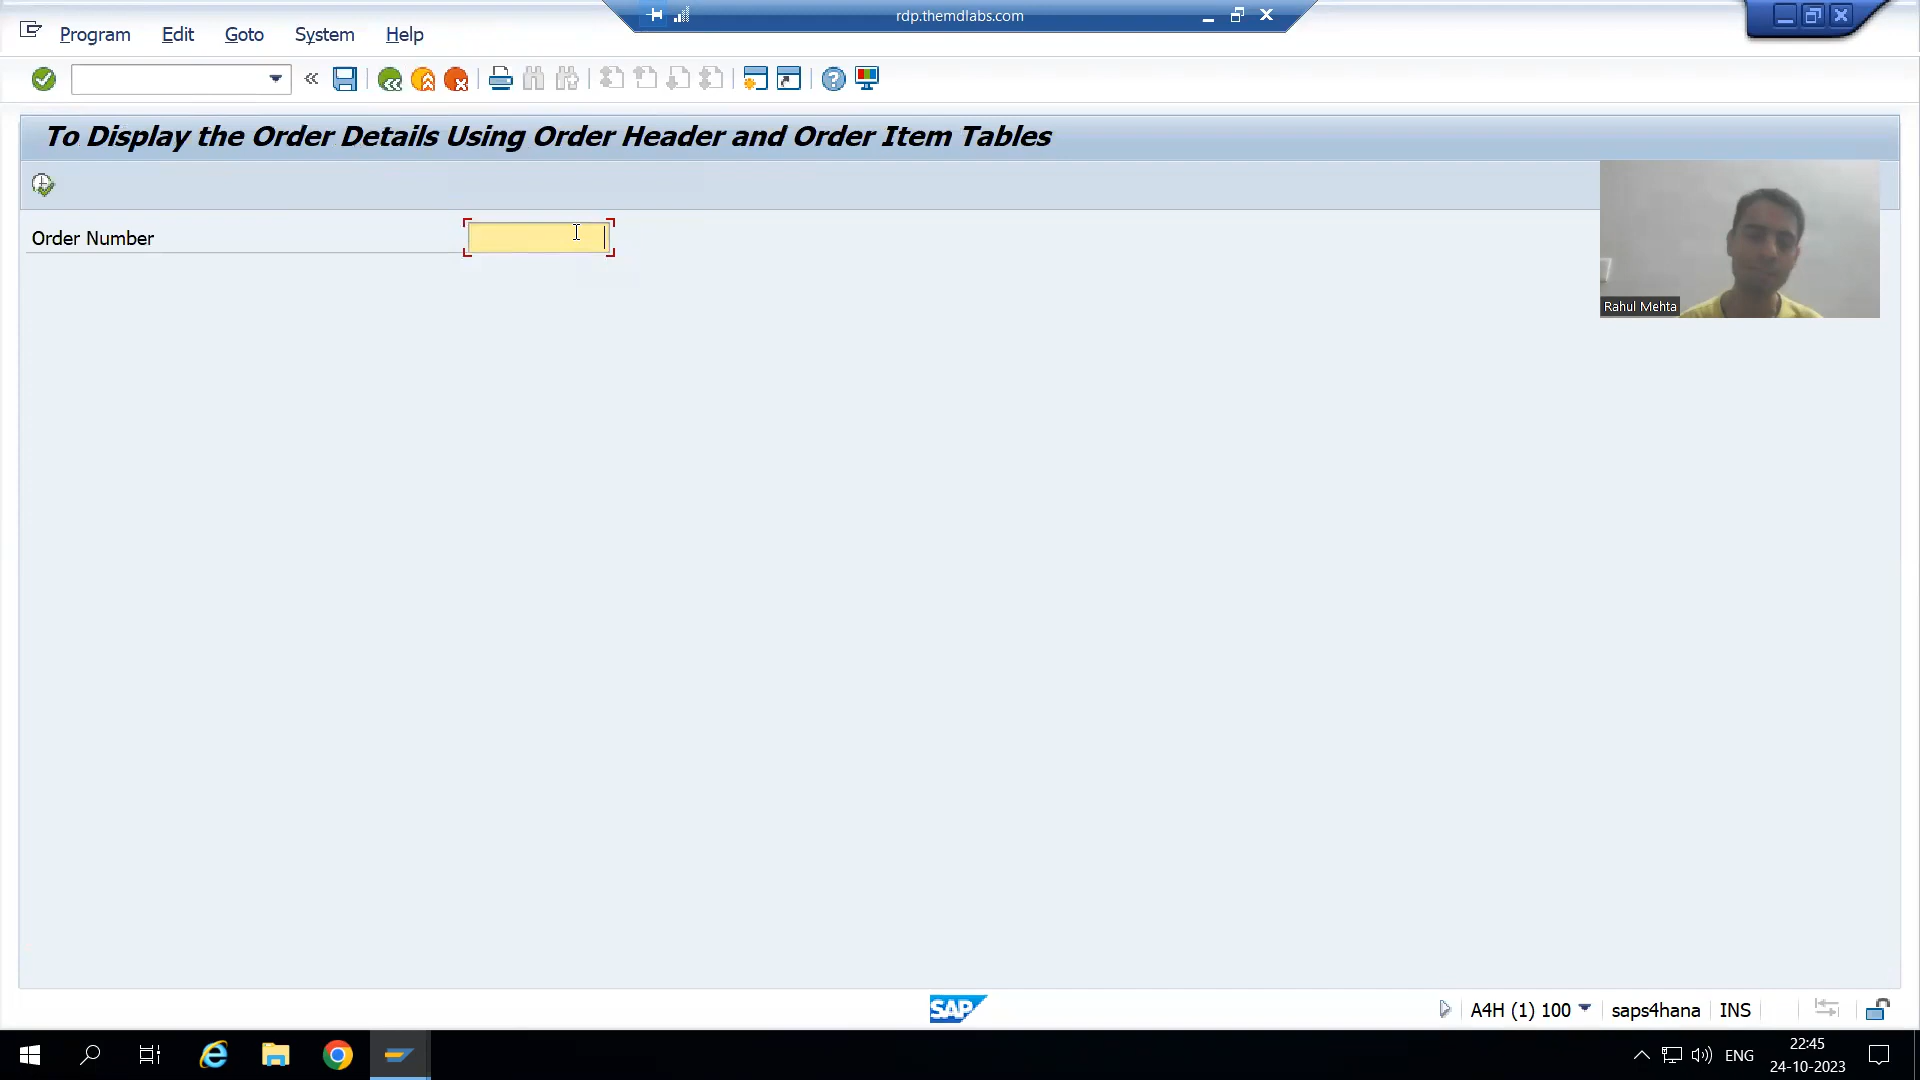 rdp.themdlabs.com
Program Edit Goto System Help
To Display the Order Details Using Order Header and Order Item Tables
Order Number
Rahul Mehta
SAP
A4H (1) 100 saps4hana INS
ENG
22:45
24-10-2023